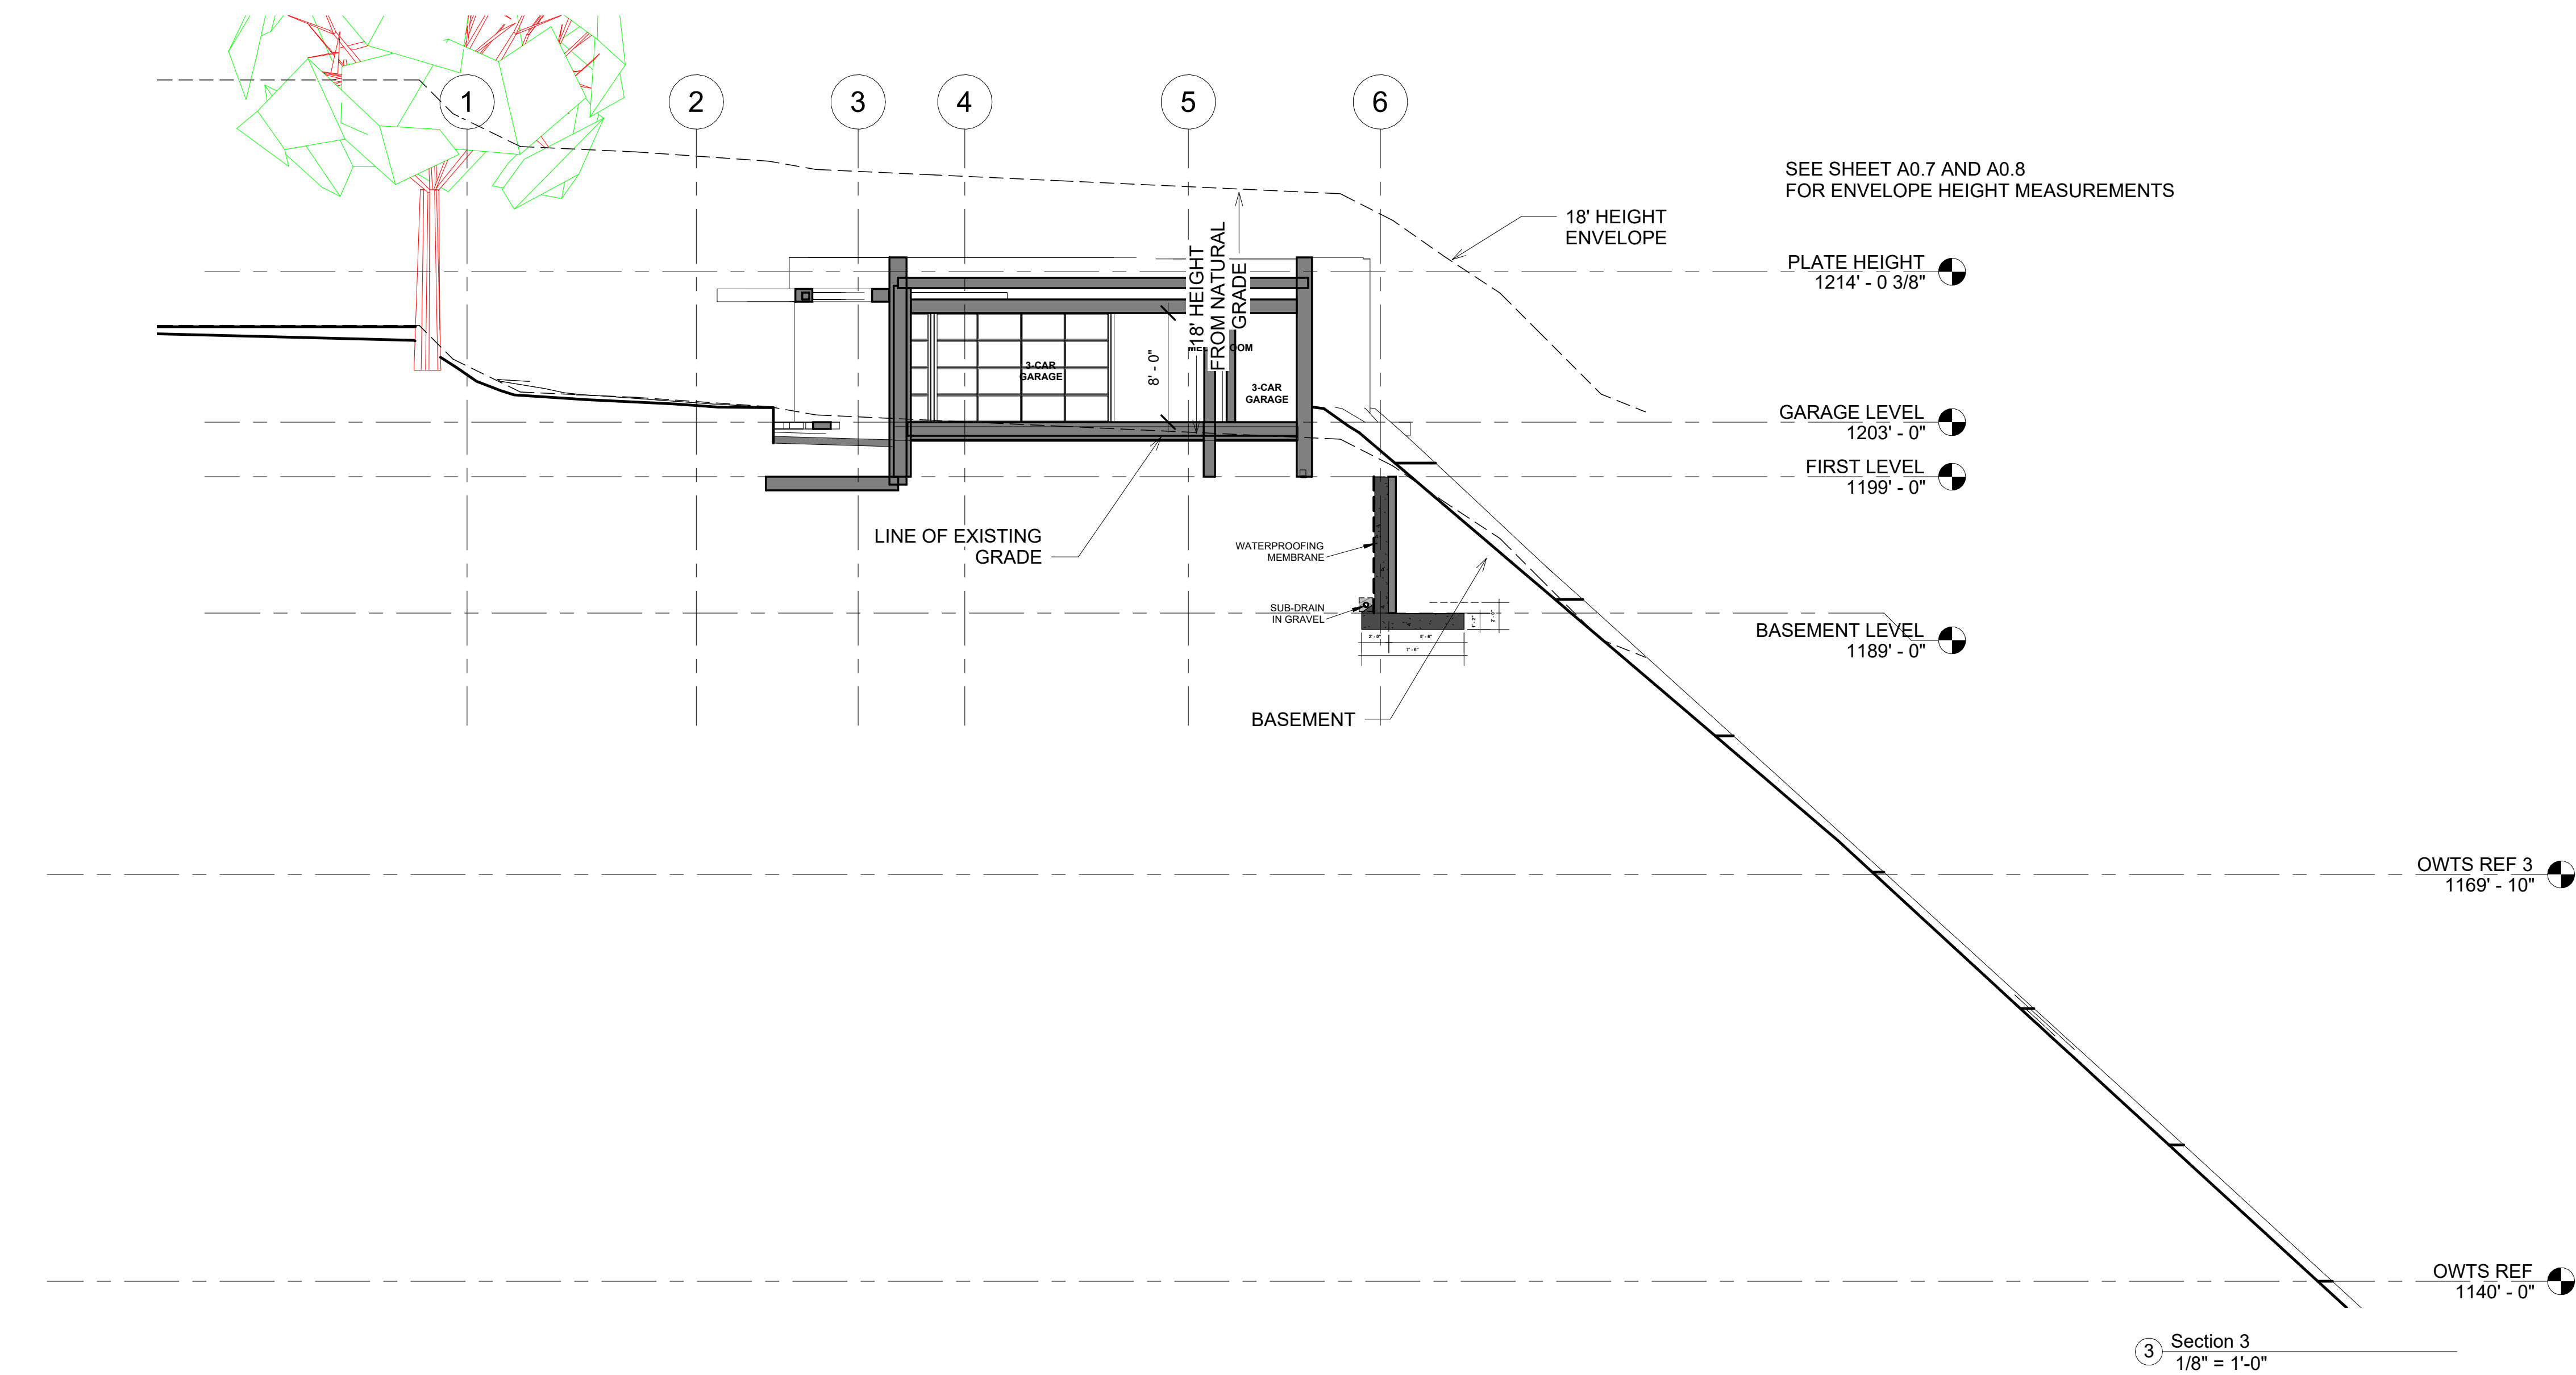 1
2
3
4
5
6
SEE SHEET A0.7 AND A0.8
FOR ENVELOPE HEIGHT MEASUREMENTS
18' HEIGHT
ENVELOPE
PLATE HEIGHT
1214' - 0 3/8"
18' HEIGHT
FROM NATURAL
GRADE
3-CAR
GARAGE
8' - 0"
3-CAR
GARAGE
GARAGE LEVEL
1203' - 0"
FIRST LEVEL
1199' - 0"
LINE OF EXISTING
GRADE
WATERPROOFING
MEMBRANE
SUB-DRAIN
IN GRAVEL
2' - 0"
7' - 6"
BASEMENT LEVEL
1189' - 0"
BASEMENT
OWTS REF 3
1169' - 10"
OWTS REF
1140' - 0"
3
Section 3
1/8" = 1'-0"